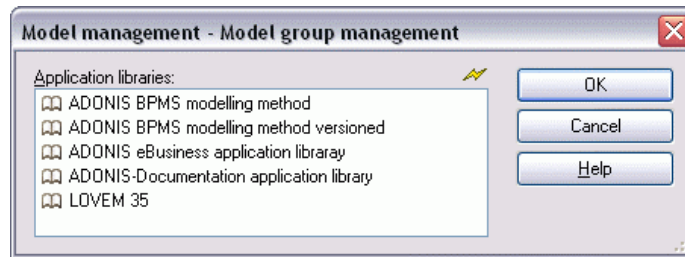 Model management - Model group management
Application libraries:
ADONIS BPMS modelling method
ADONIS BPMS modelling method versioned
ADONIS eBusiness application libraray
ADONIS-Documentation application library
LOVEM 35
OK
Cancel
Help